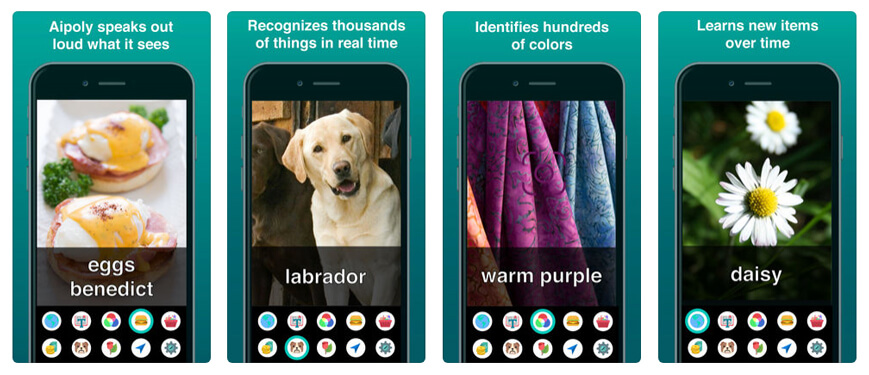 Aipoly speaks out
loud what it sees
eggs
benedict
Recognizes thousands
of things in real time
labrador
Identifies hundreds
of colors
warm purple
Learns new items
over time
daisy